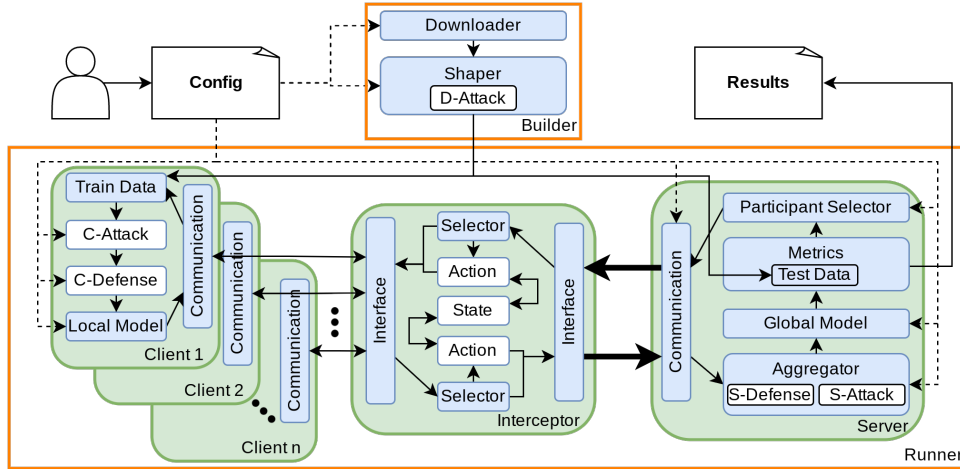 Downloader
Config
Shaper
D-Attack
Builder
Results
Train Data
C-Attack
C-Defense
Local Model
Communication
Client 1
Communication
Client 2
Communication
Client n
Interface
Selector
Action
State
Action
Selector
Interface
Interceptor
Communication
Participant Selector
Metrics
Test Data
Global Model
Aggregator
S-Defense
S-Attack
Server
Runner